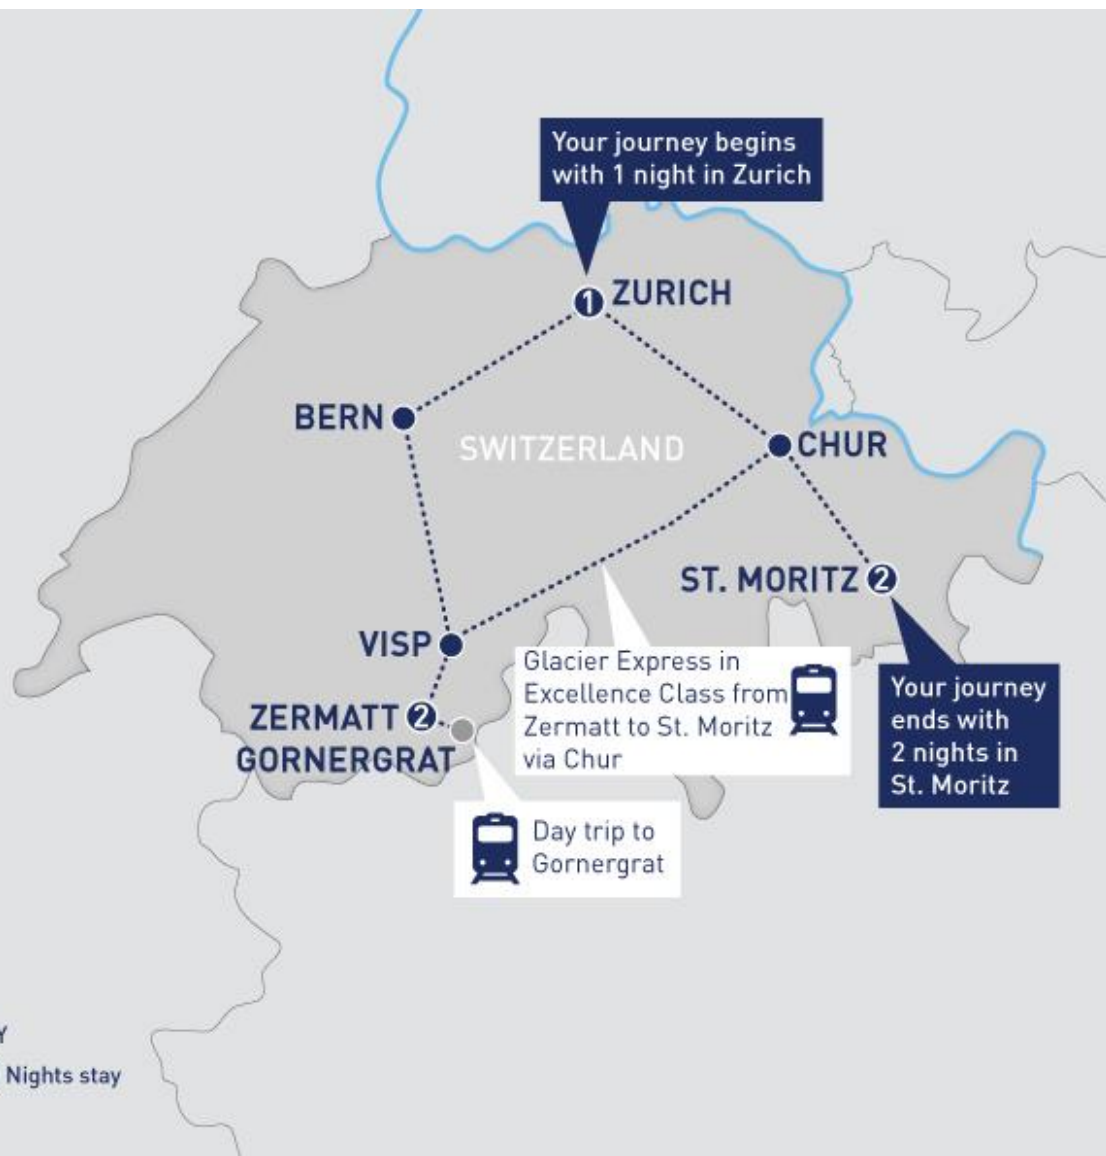 Your journey begins
with 1 night in Zurich
1 ZURICH
BERN
SWITZERLAND
CHUR
ST. MORITZ 2
VISP
Glacier Express in
Excellence Class from
Zermatt to St. Moritz
via Chur
Your journey
ends with
2 nights in
St. Moritz
ZERMATT 2
GORNERGRAT
Day trip to
Gornergrat
Y
Nights stay